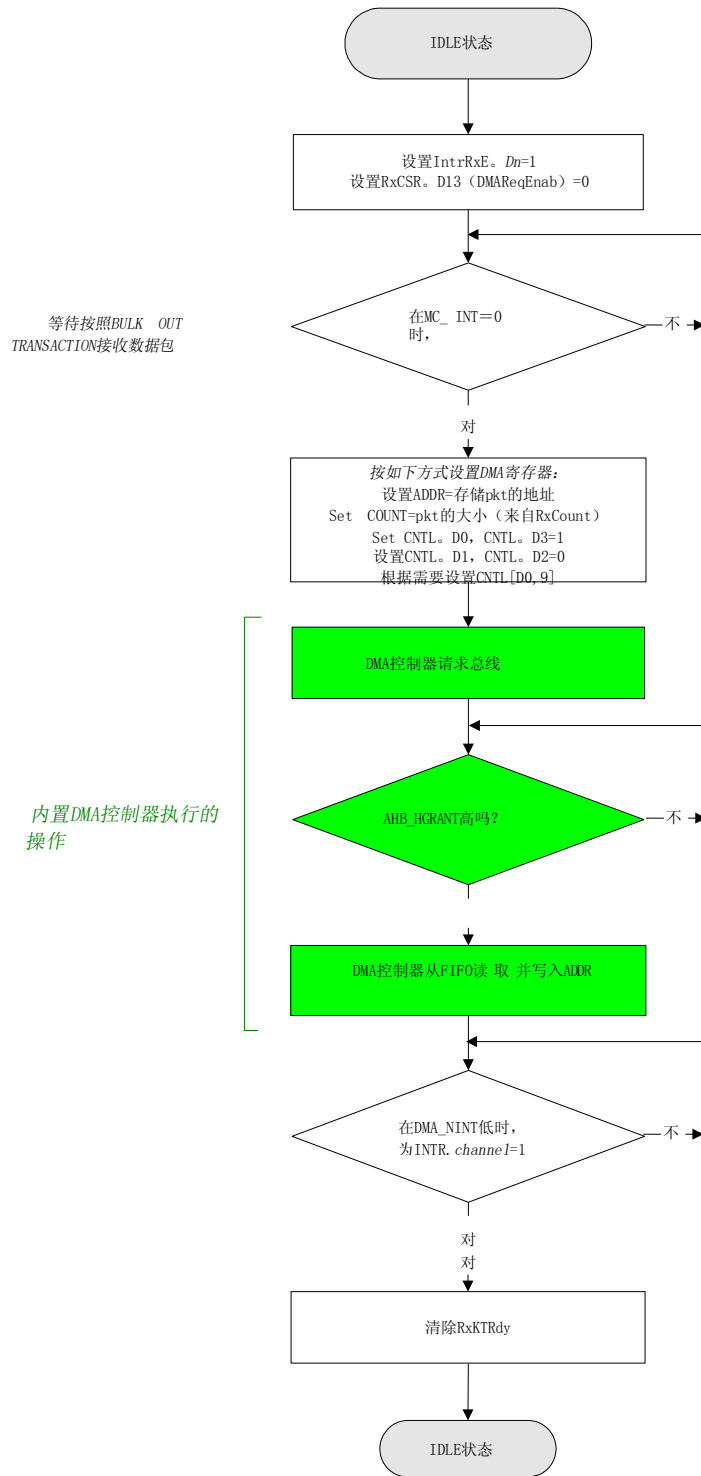 IDLE状态
设置IntrRxE。Dn=1
设置RxCSR。D13（DMAReqEnab）=0
等待按照BULK OUT
TRANSACTION接收数据包
在MC_ INT＝0
时，
不
对
按如下方式设置DMA寄存器：
设置ADDR=存储pkt的地址
Set COUNT=pkt的大小（来自RxCount）
Set CNTL。D0，CNTL。D3=1
设置CNTL。D1，CNTL。D2=0
根据需要设置CNTL[D0,9]
DMA控制器请求总线
内置DMA控制器执行的
操作
AHB_HGRANT高吗？
不
DMA控制器从FIFO读 取 并写入ADDR
在DMA_NINT低时，
为INTR.channel=1
不
对
对
清除RxKTRdy
IDLE状态